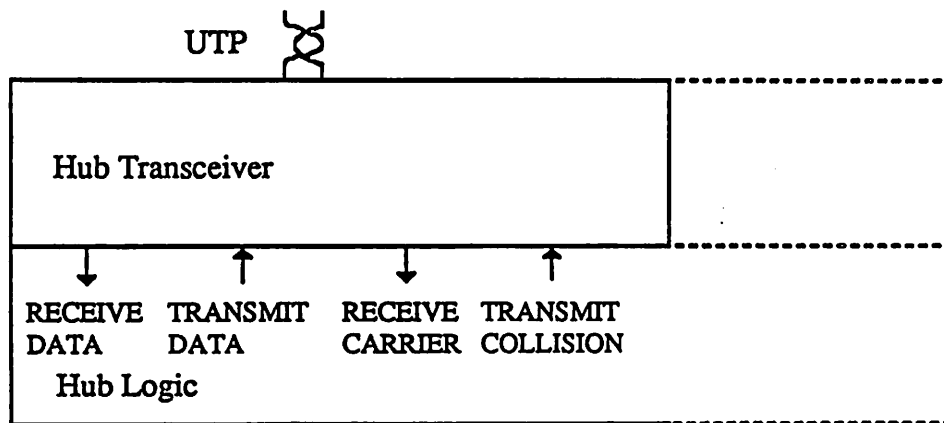 UTP
Hub Transceiver
RECEIVE TRANSMIT RECEIVE TRANSMIT
DATA DATA CARRIER COLLISION
Hub Logic